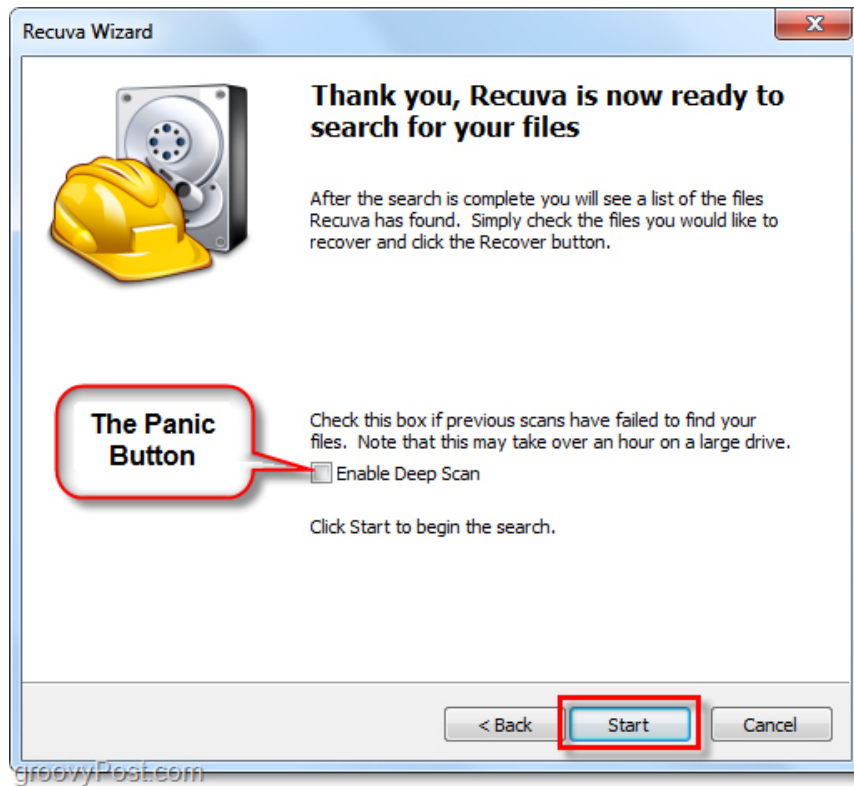 Recuva Wizard
X
Thank you, Recuva is now ready to
search for your files
After the search is complete you will see a list of the files
Recuva has found. Simply check the files you would like to
recover and click the Recover button.
The Panic
Button
Check this box if previous scans have failed to find your
files. Note that this may take over an hour on a large drive.
Enable Deep Scan
Click Start to begin the search.
< Back
Start
Cancel
groovyPost.com